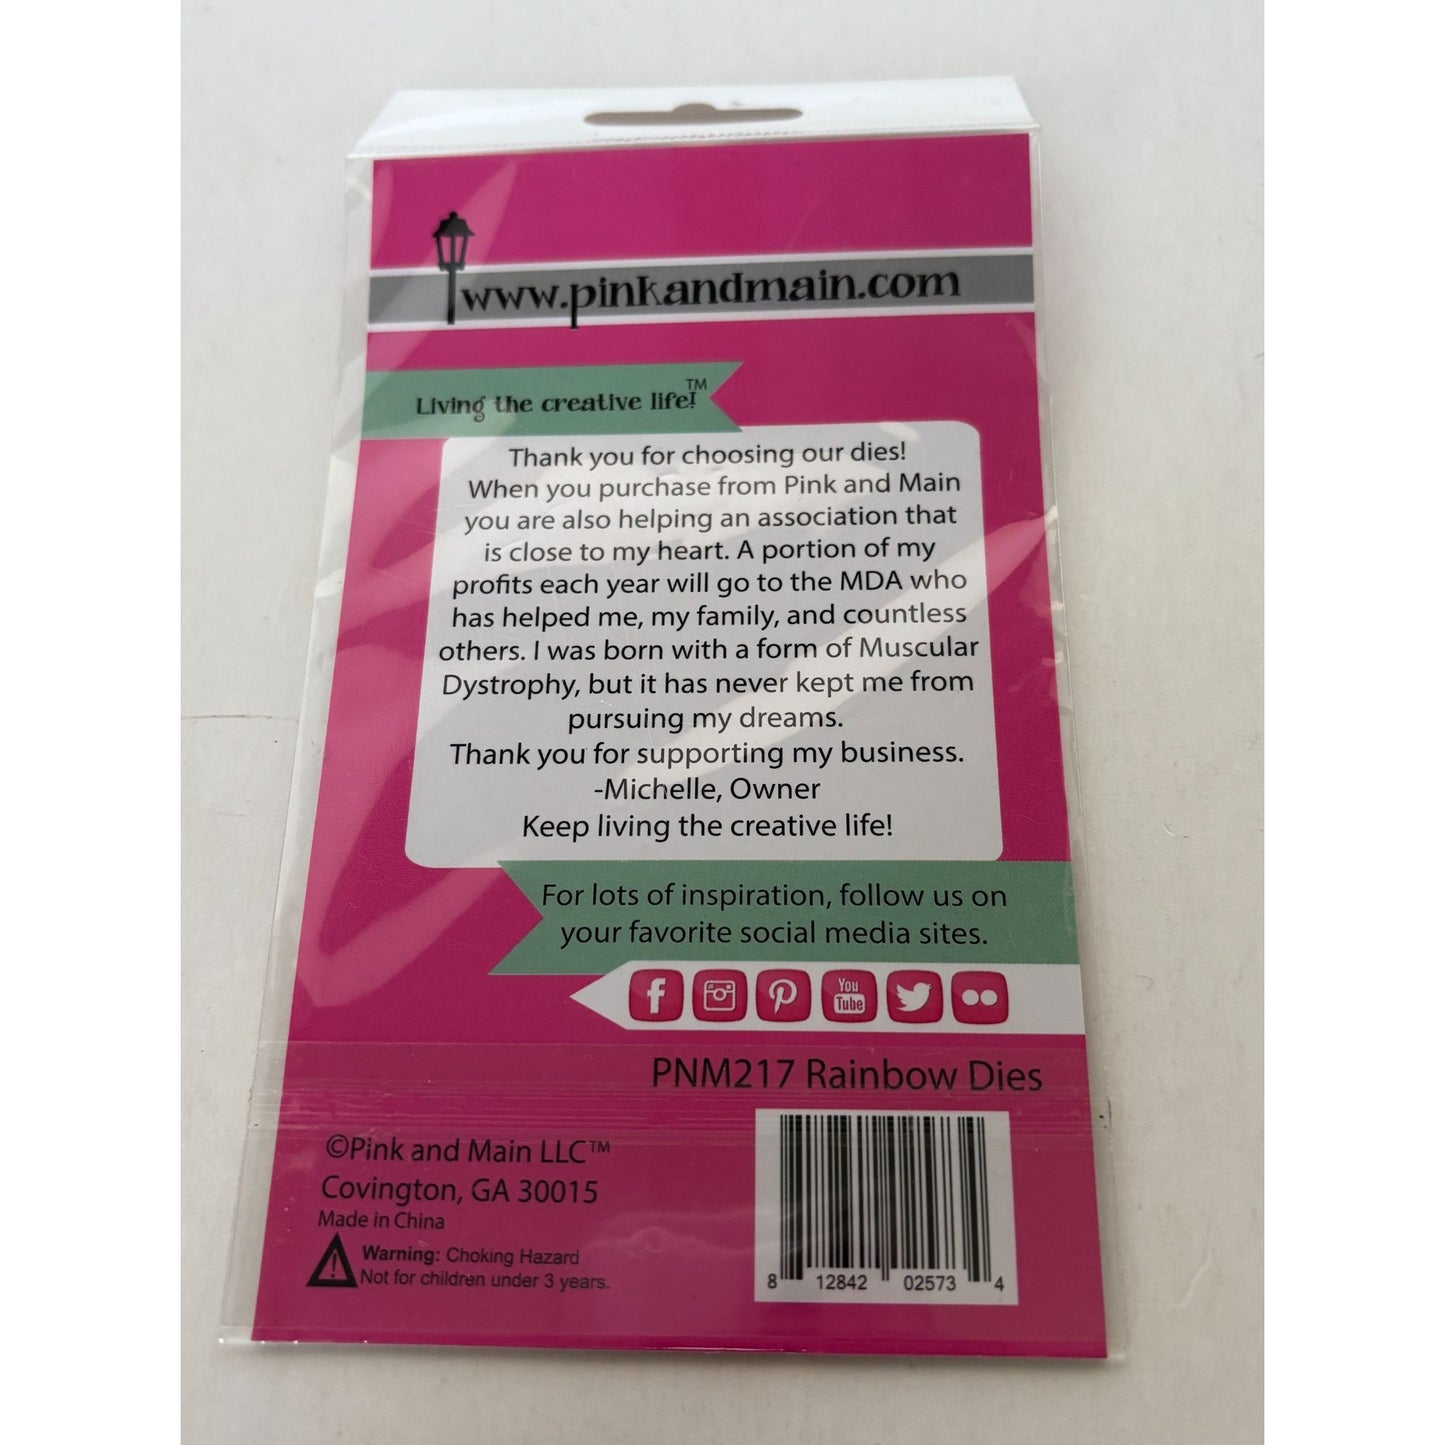 www.pinkandmain.com
Living the creative life!™
Thank you for choosing our dies!
When you purchase from Pink and Main
you are also helping an association that
is close to my heart. A portion of my
profits each year will go to the MDA who
has helped me, my family, and countless
others. I was born with a form of Muscular
Dystrophy, but it has never kept me from
pursuing my dreams.
Thank you for supporting my business.
-Michelle, Owner
Keep living the creative life!
For lots of inspiration, follow us on
your favorite social media sites.
You
Tube
PNM217 Rainbow Dies
©Pink and Main LLC™
Covington, GA 30015
Made in China
Warning: Choking Hazard
Not for children under 3 years.
8 12842 02573 4